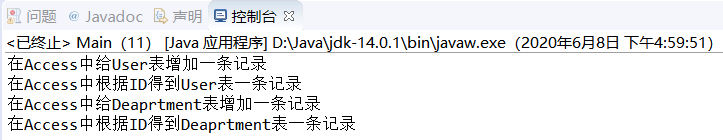 问题 @ Javadoc 声明 控制台
<已终止> Main（11） [Java 应用程序] D:\Java\jdk-14.0.1\bin\javaw.exe（2020年6月8日 下午4:59:51）
在Access中给User表增加一条记录
在Access中根据ID得到User表一条记录
在Access中给Deaprtment表增加一条记录
在Access中根据ID得到Deaprtment表一条记录